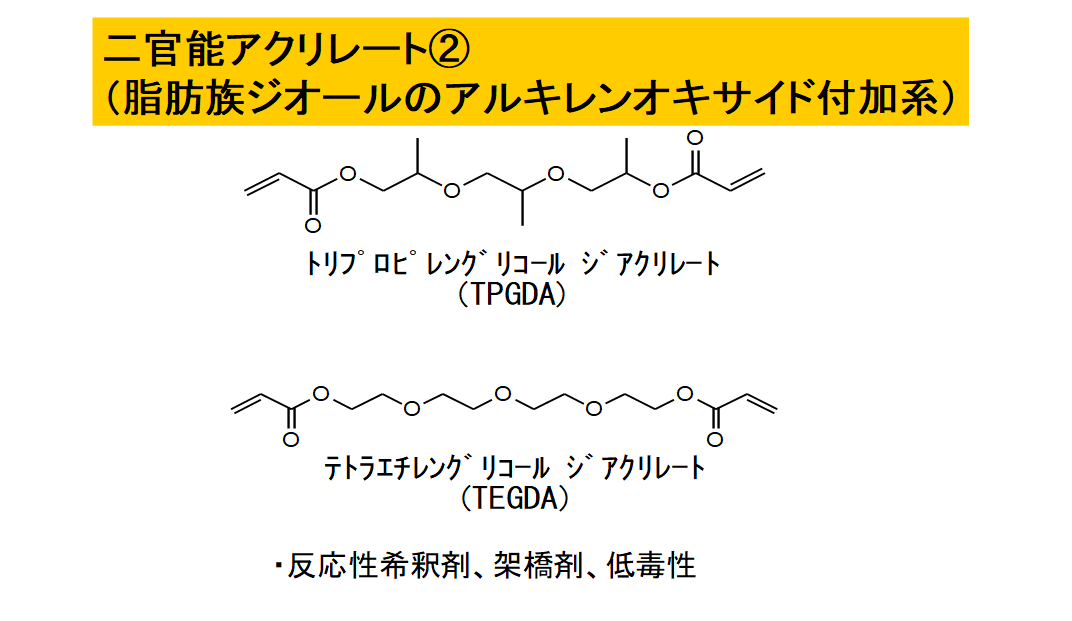 二官能アクリレート②
（脂肪族ジオールのアルキレンオキサイド付加系）
O
O
O
O
O
O
ﾄﾘﾌﾟﾛﾋﾟﾚﾝｸﾞﾘｺｰﾙ ｼﾞｱｸﾘﾚｰﾄ
(TPGDA)
O
O
O
O
O
O
O
ﾃﾄﾗｴﾁﾚﾝｸﾞﾘｺｰﾙ ｼﾞｱｸﾘﾚｰﾄ
(TEGDA)
・反応性希釈剤、架橋剤、低毒性